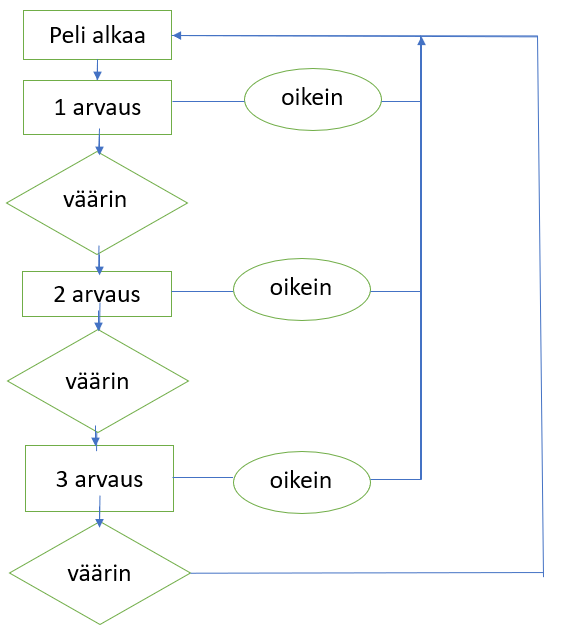 Peli alkaa
1 arvaus
oikein
väärin
2 arvaus
oikein
väärin
3 arvaus
oikein
väärin